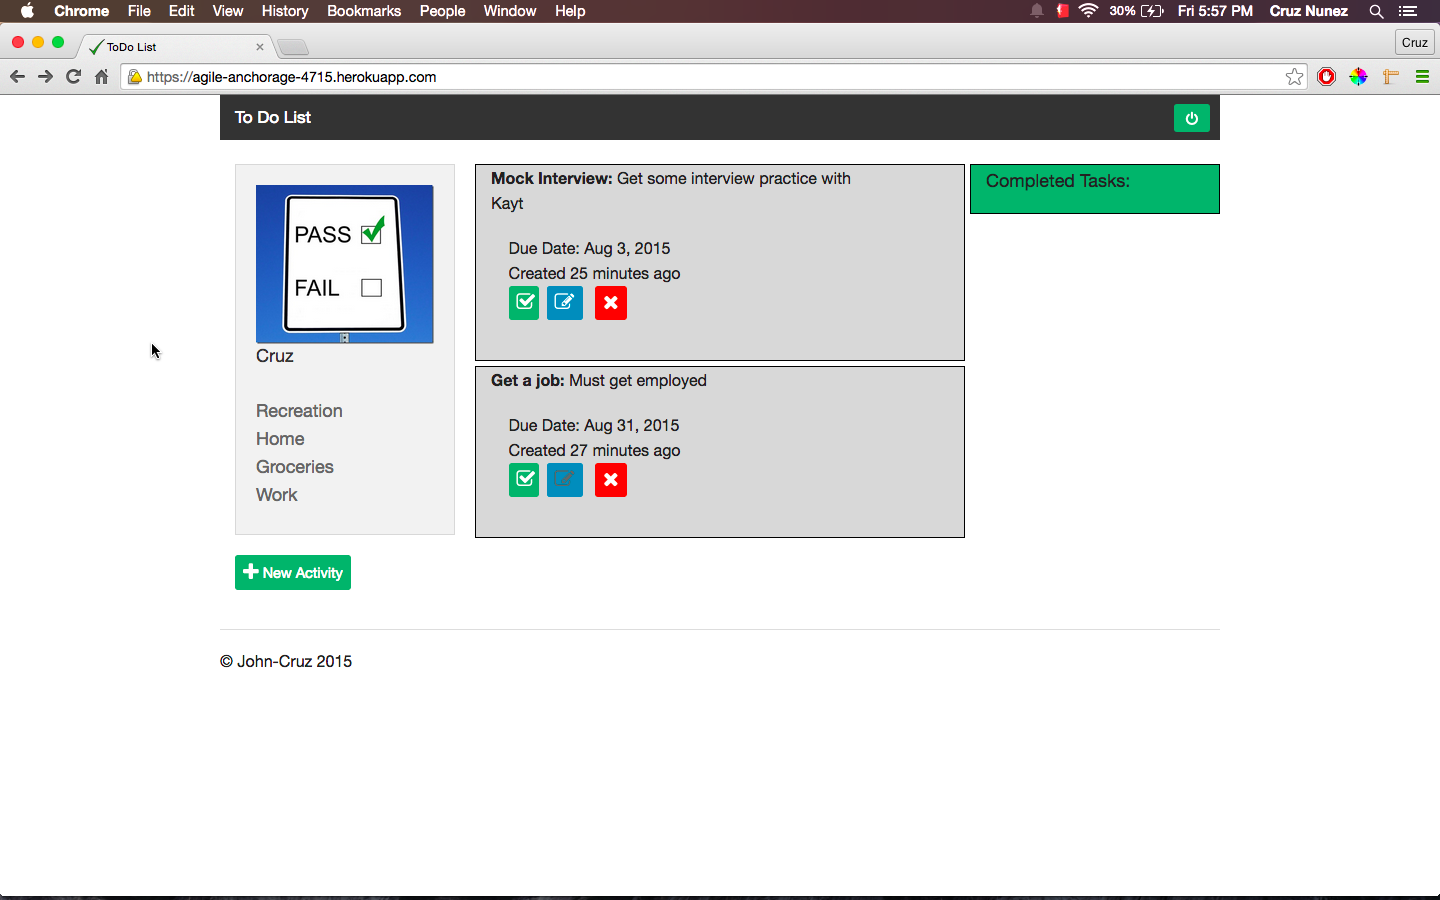 Chrome File Edit View History Bookmarks People Window Help 30% Fri 5:57 PM Cruz Nunez
ToDo List
Cruz
https://agile-anchorage-4715.herokuapp.com
To Do List
PASS
FAIL
Cruz
Recreation
Home
Groceries
Work
New Activity
Mock Interview: Get some interview practice with
Kayt
Due Date: Aug 3, 2015
Created 25 minutes ago
Get a job: Must get employed
Due Date: Aug 31, 2015
Created 27 minutes ago
Completed Tasks:
© John-Cruz 2015